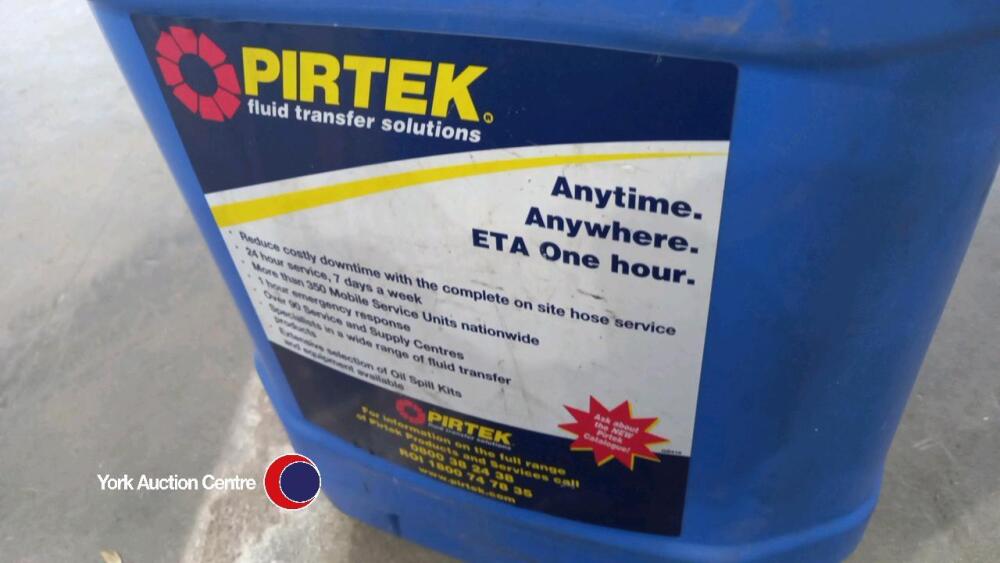 PIRTEK®
fluid transfer solutions
Anytime.
Anywhere.
ETA One hour.
· Reduce costly downtime with the complete on site hose service
· 24 hour service, 7 days a week
· More than 350 Mobile Service Units nationwide
· 1 hour emergency response
· Over 90 Service and Supply Centres
· Specialists in a wide range of fluid transfer
products
· Extensive selection of Oil Spill Kits
and equipment available
PIRTEK
fluid transfer solutions
For information on the full range
of Pirtek Products and Services call
0800 38 24 38
ROI 1800 74 78 35
www.pirtek.com
Ask about
the NEW
Pirtek
Catalogue!
York Auction Centre